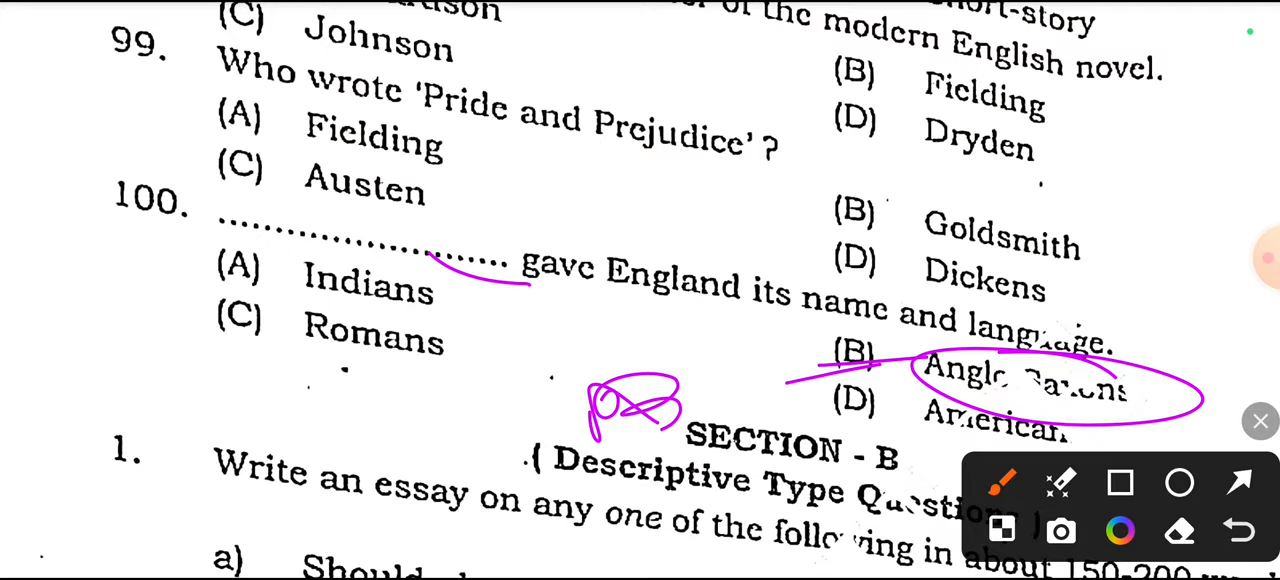 of the modern English novel.
(C) Johnson (B) Fielding
(D) Dryden
99. Who wrote 'Pride and Prejudice' ?
(A) Fielding (B) Goldsmith
(C) Austen (D) Dickens
100. ........................ gave England its name and language.
(A) Indians (B) Anglo Saxons
(C) Romans (D) American
SECTION - B
( Descriptive Type Questions )
1. Write an essay on any one of the following in about 150-200
a)